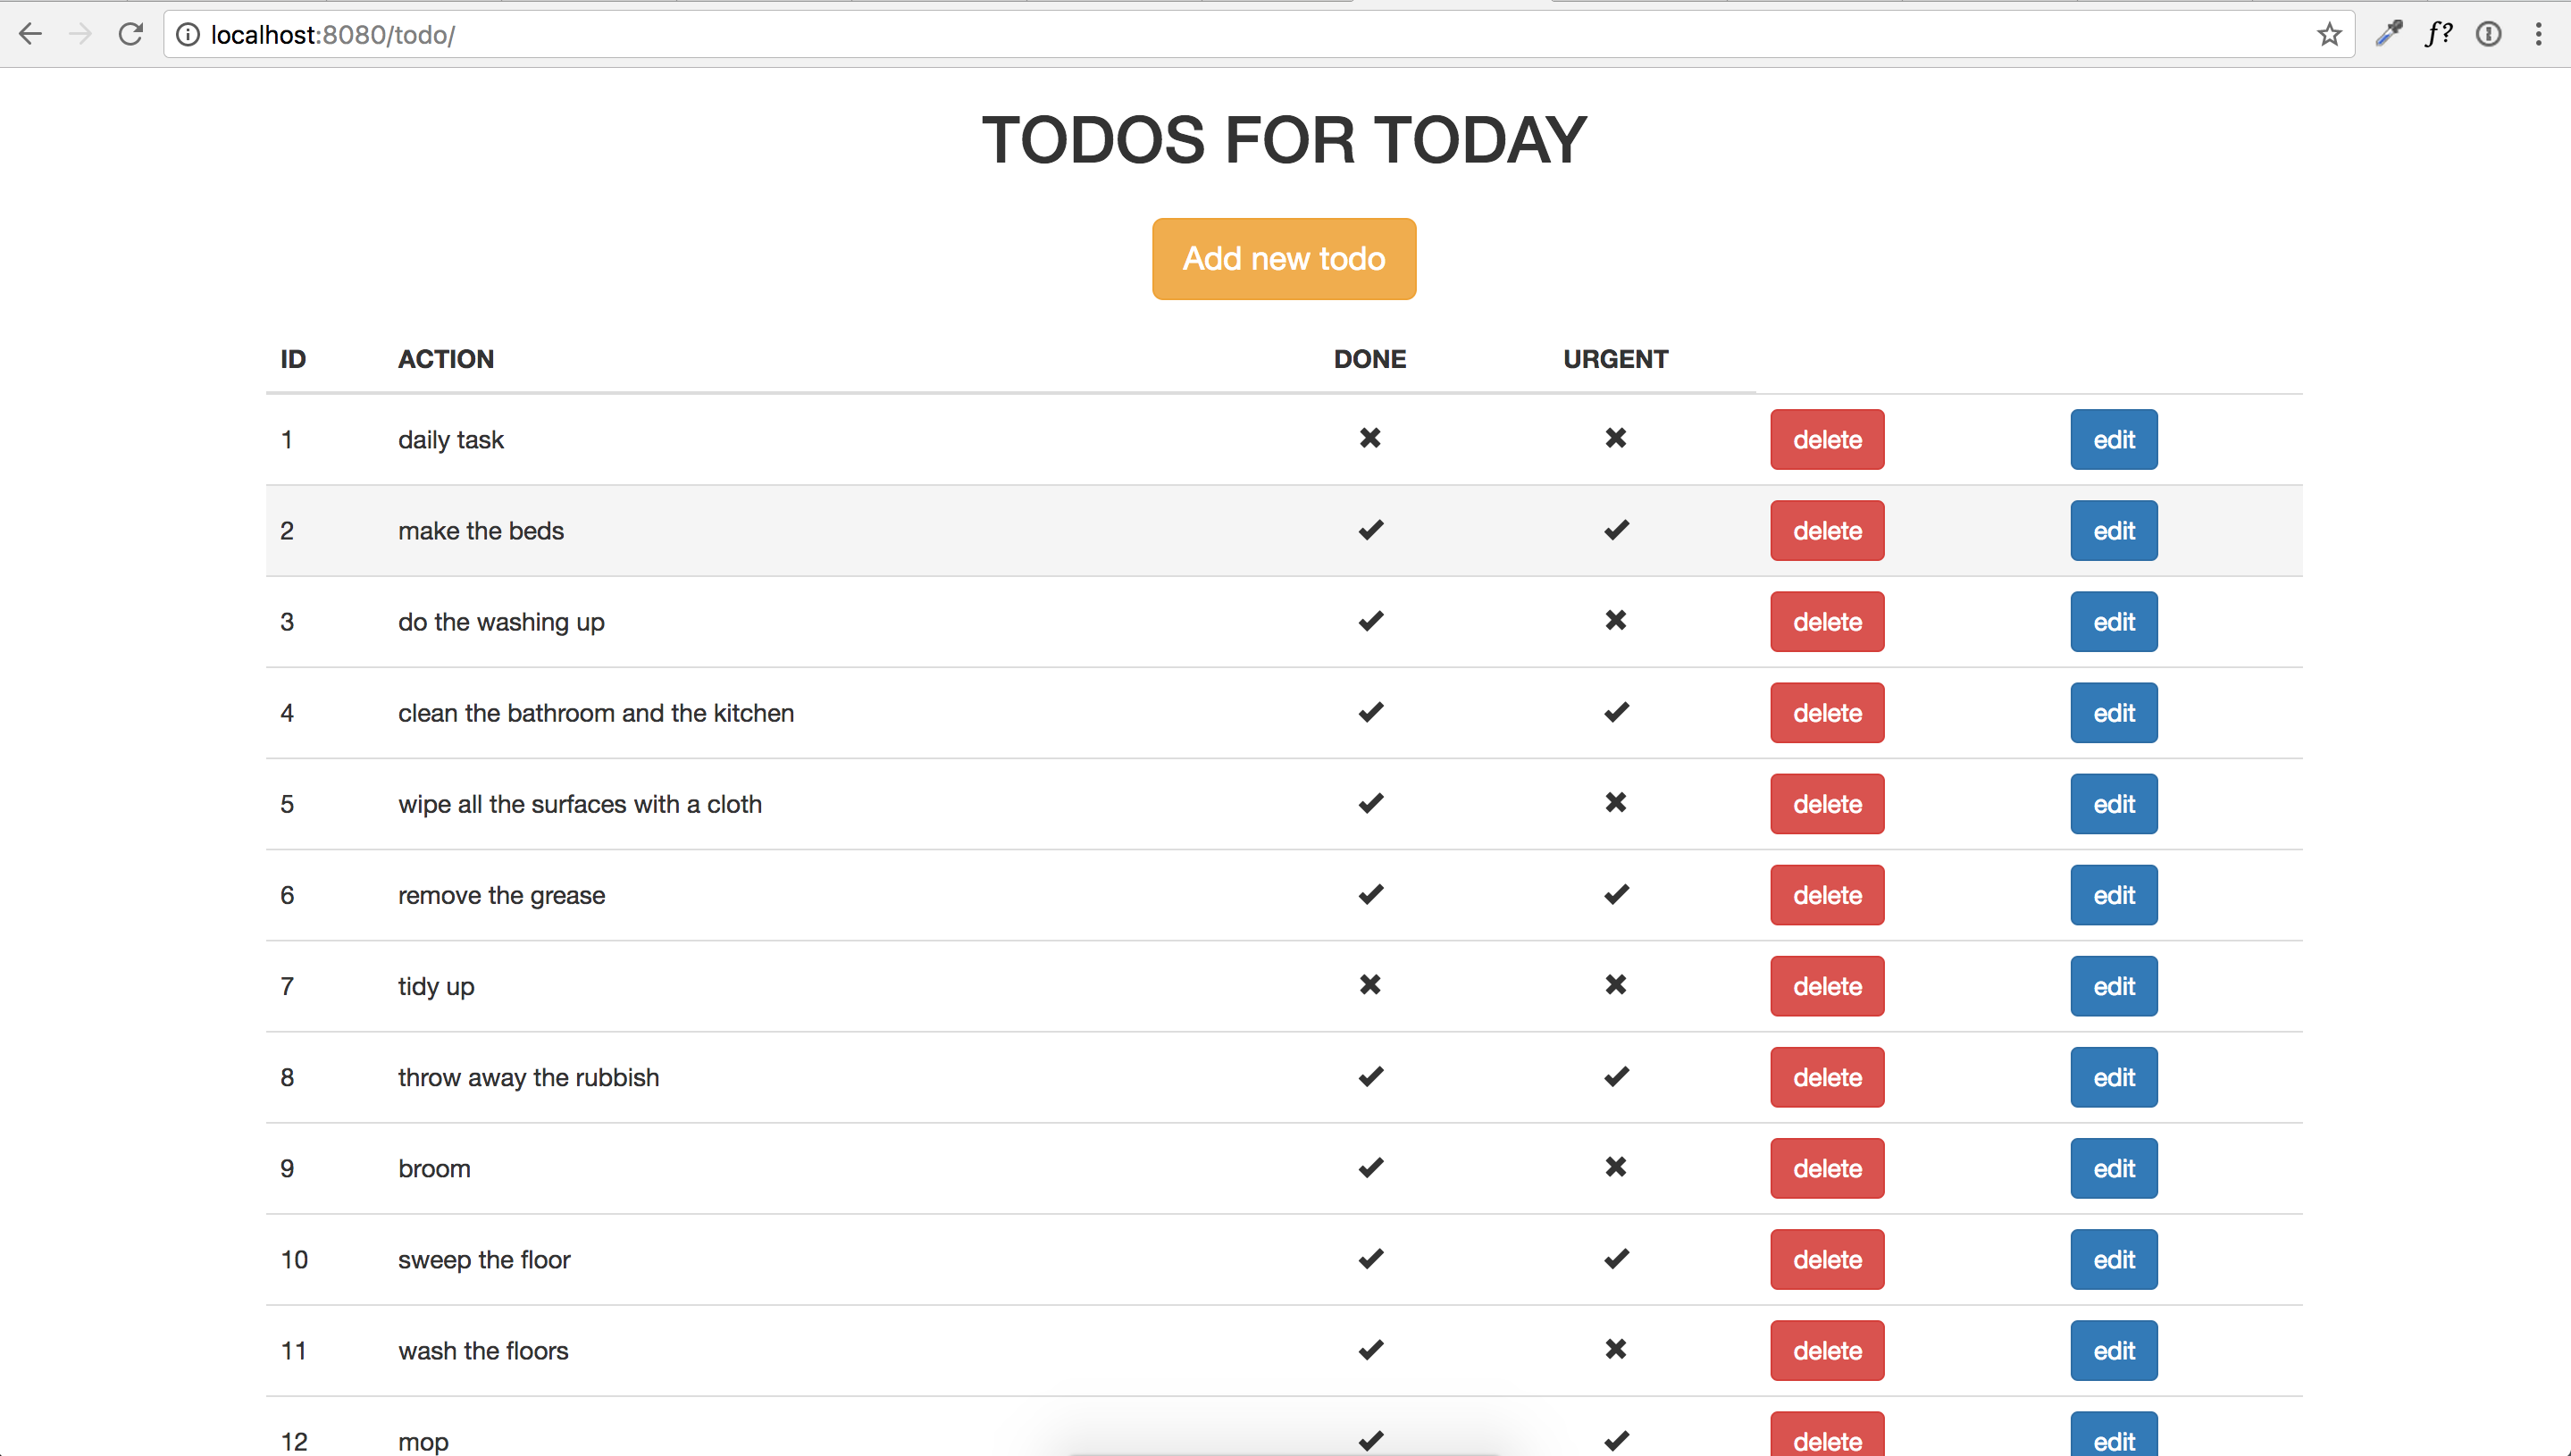 localhost:8080/todo/
f?
TODOS FOR TODAY
Add new todo
ID ACTION DONE URGENT
1 daily task delete edit
2 make the beds delete edit
3 do the washing up delete edit
4 clean the bathroom and the kitchen delete edit
5 wipe all the surfaces with a cloth delete edit
6 remove the grease delete edit
7 tidy up delete edit
8 throw away the rubbish delete edit
9 broom delete edit
10 sweep the floor delete edit
11 wash the floors delete edit
12 mop delete edit